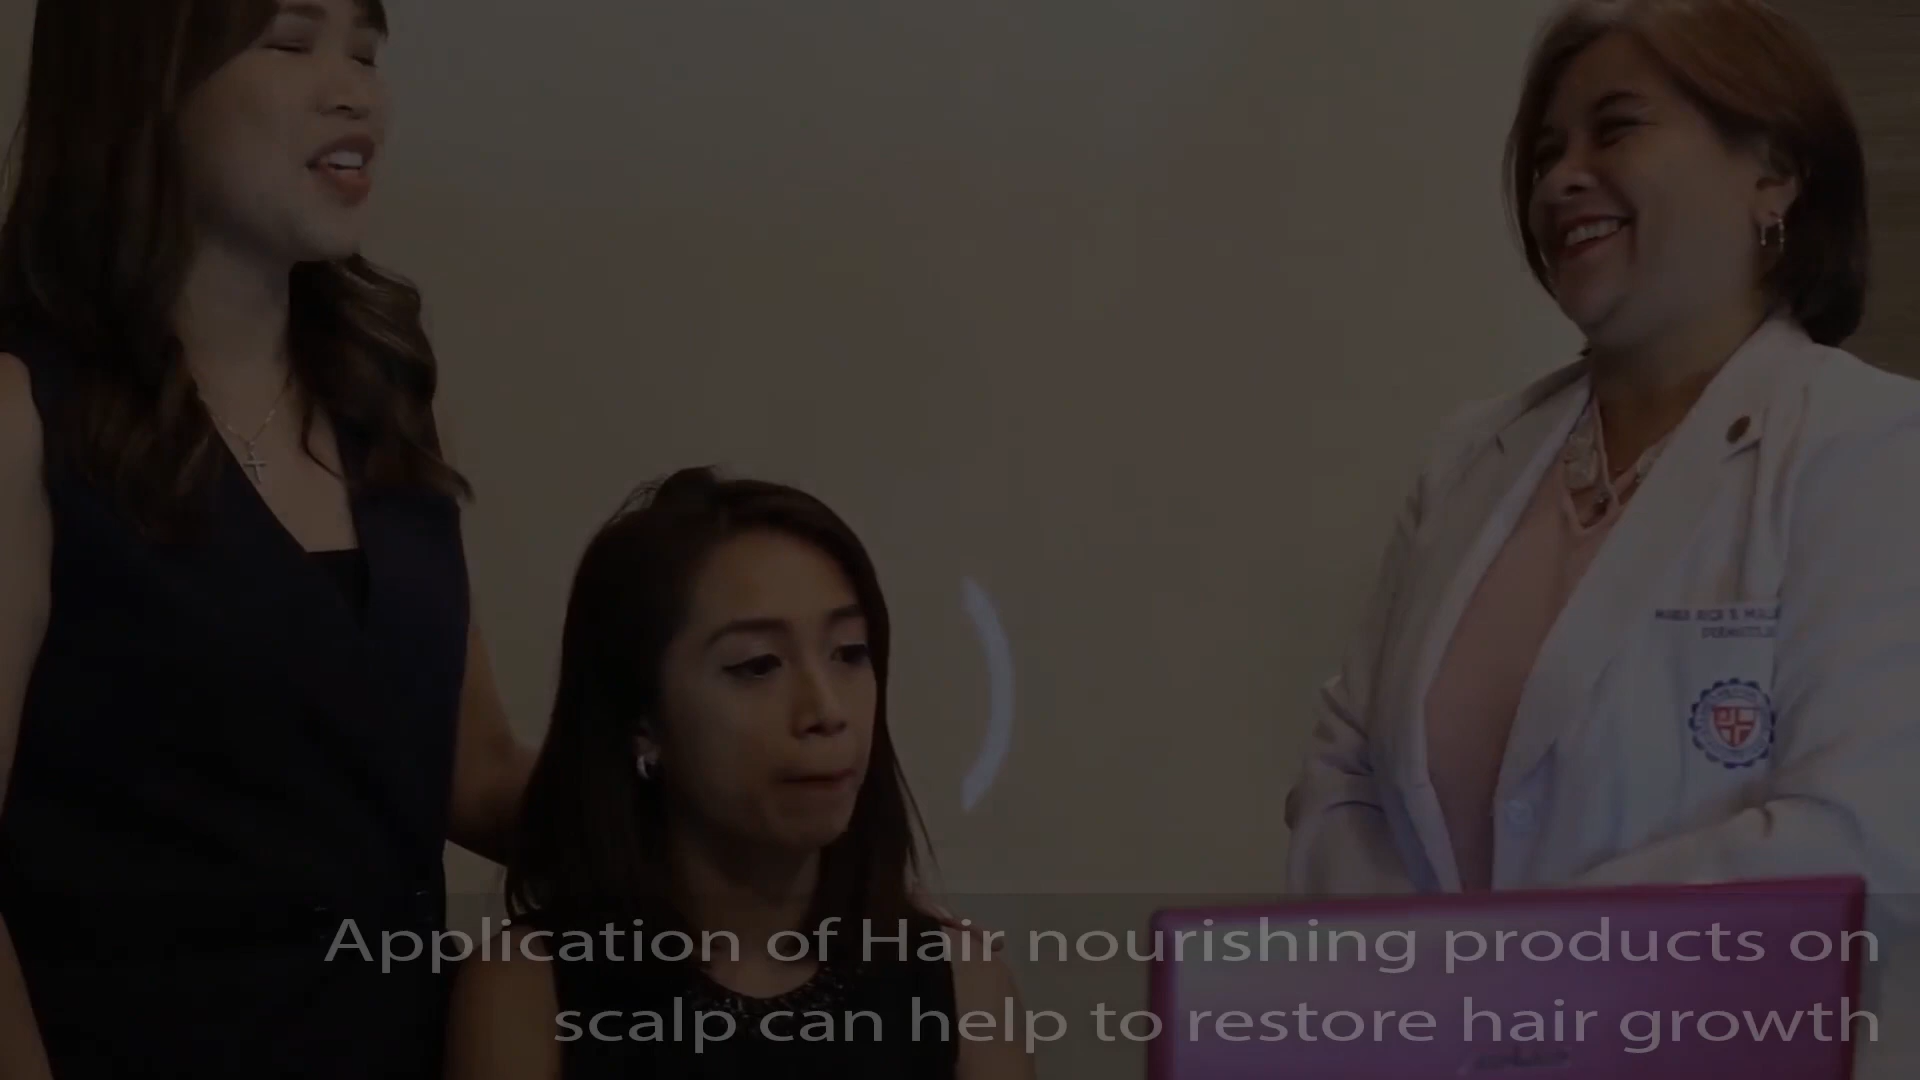 Application of Hair nourishing products on
scalp can help to restore hair growth